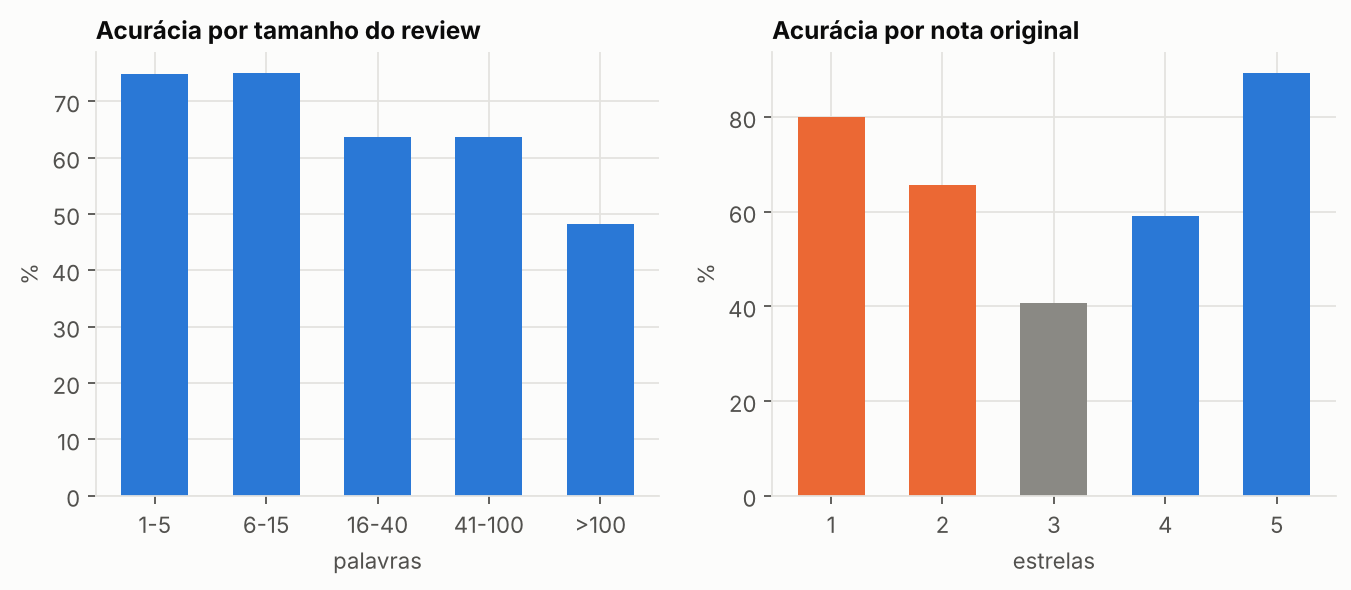 Acurácia por tamanho do review
%
70
60
50
40
30
20
10
0
1-5 6-15 16-40 41-100 >100
palavras
Acurácia por nota original
%
80
60
40
20
0
1 2 3 4 5
estrelas